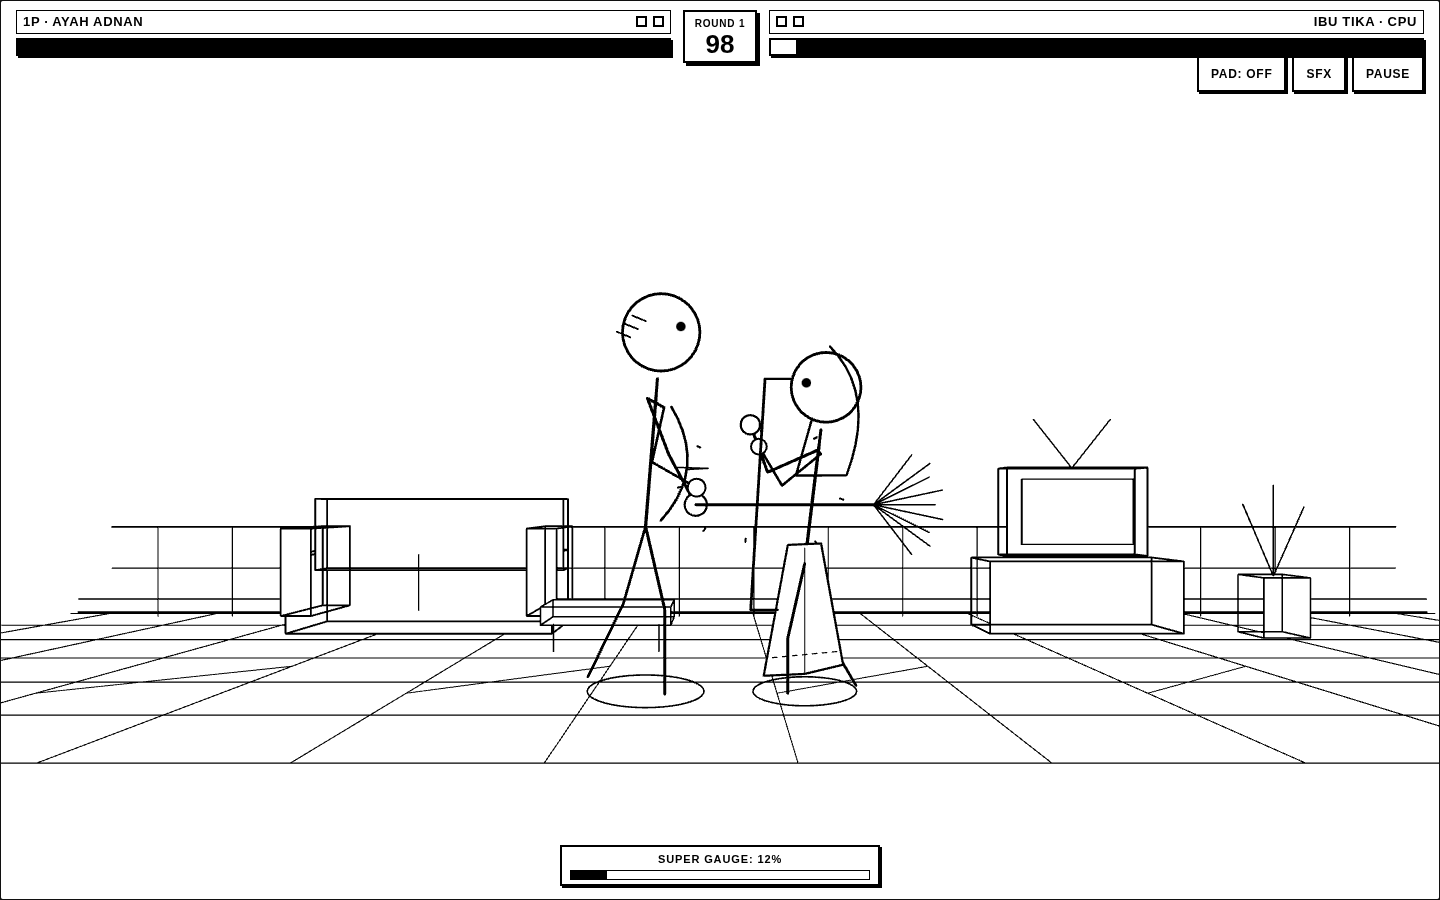 1P · AYAH ADNAN
ROUND 1
98
IBU TIKA · CPU
PAD: OFF
SFX
PAUSE
SUPER GAUGE: 12%